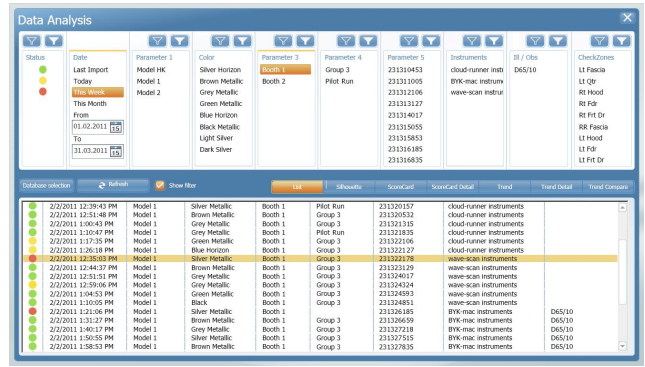 Data Analysis
Status Date Parameter 1 Color Parameter 3 Parameter 4 Parameter 5 Instruments Ill / Obs CheckZones
Last Import Model HK Silver Horizon Booth 1 Group 3 231310453 cloud-runner instr D65/10 Lt Fascia
Today Model 1 Brown Metallic Booth 2 Pilot Run 231311005 BYK-mac instrume Lt Qtr
This Week Model 2 Grey Metallic 231312106 wave-scan instrur Rt Hood
This Month Green Metallic 231313127 Rt Fdr
From Blue Horizon 231314017 Rt Frt Dr
01.02.2011 15 Black Metallic 231315055 RR Fascia
To Light Silver 231315853 Lt Hood
31.03.2011 15 Dark Silver 231316185 Lt Fdr
231316835 Lt Frt Dr
Database selection Refresh Show filter List Silhouette ScoreCard ScoreCard Detail Trend Trend Detail Trend Compare
2/2/2011 12:39:43 PM Model 1 Silver Metallic Booth 1 Pilot Run 231320157 cloud-runner instruments
2/2/2011 12:51:48 PM Model 1 Brown Metallic Booth 1 Group 3 231320532 cloud-runner instruments
2/2/2011 1:00:43 PM Model 1 Grey Metallic Booth 1 Group 3 231321315 cloud-runner instruments
2/2/2011 1:10:47 PM Model 1 Grey Metallic Booth 1 Pilot Run 231321835 cloud-runner instruments
2/2/2011 1:17:35 PM Model 1 Green Metallic Booth 1 Group 3 231322106 cloud-runner instruments
2/2/2011 1:26:18 PM Model 1 Blue Horizon Booth 1 Group 3 231322127 cloud-runner instruments
2/2/2011 12:35:03 PM Model 1 Silver Metallic Booth 1 Group 3 231322178 wave-scan instruments
2/2/2011 12:44:37 PM Model 1 Brown Metallic Booth 1 Group 3 231323129 wave-scan instruments
2/2/2011 12:51:51 PM Model 1 Grey Metallic Booth 1 Group 3 231324017 wave-scan instruments
2/2/2011 12:59:06 PM Model 1 Grey Metallic Booth 1 Group 3 231324324 wave-scan instruments
2/2/2011 1:04:53 PM Model 1 Green Metallic Booth 1 Group 3 231324593 wave-scan instruments
2/2/2011 1:10:05 PM Model 1 Black Booth 1 Group 3 231324851 wave-scan instruments
2/2/2011 1:21:06 PM Model 1 Silver Metallic Booth 1 231326185 BYK-mac instruments D65/10
2/2/2011 1:31:27 PM Model 1 Brown Metallic Booth 1 Group 3 231326659 BYK-mac instruments D65/10
2/2/2011 1:40:17 PM Model 1 Grey Metallic Booth 1 Group 3 231327218 BYK-mac instruments D65/10
2/2/2011 1:50:55 PM Model 1 Silver Metallic Booth 1 Group 3 231327515 BYK-mac instruments D65/10
2/2/2011 1:58:53 PM Model 1 Brown Metallic Booth 1 Group 3 231327835 BYK-mac instruments D65/10